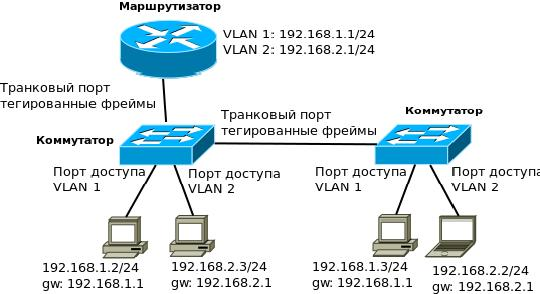 Маршрутизатор
VLAN 1: 192.168.1.1/24
VLAN 2: 192.168.2.1/24
Транковый порт
тегированные фреймы
Коммутатор
Транковый порт
тегированные фреймы
Коммутатор
Порт доступа
VLAN 1
Порт доступа
VLAN 2
Порт доступа
VLAN 1
Порт доступа
VLAN 2
192.168.1.2/24
gw: 192.168.1.1
192.168.2.3/24
gw: 192.168.2.1
192.168.1.3/24
gw: 192.168.1.1
192.168.2.2/24
gw: 192.168.2.1